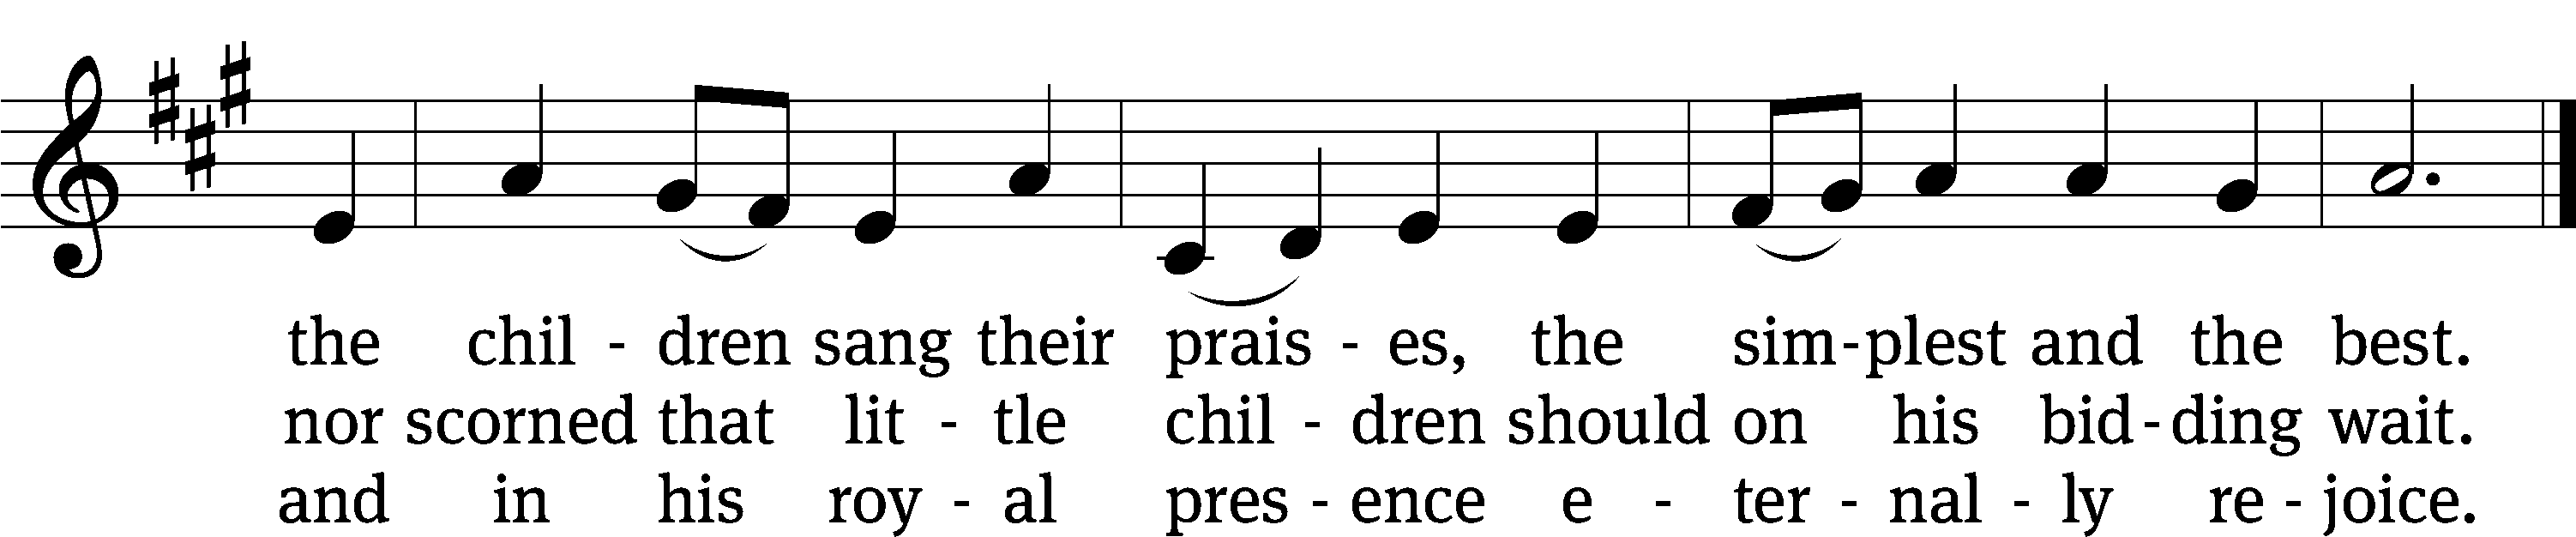 the chil - dren sang their prais - es, the sim-plest and the best.
nor scorned that lit - tle chil - dren should on his bid-ding wait.
and in his roy - al pres - ence e - ter - nal - ly re - joice.